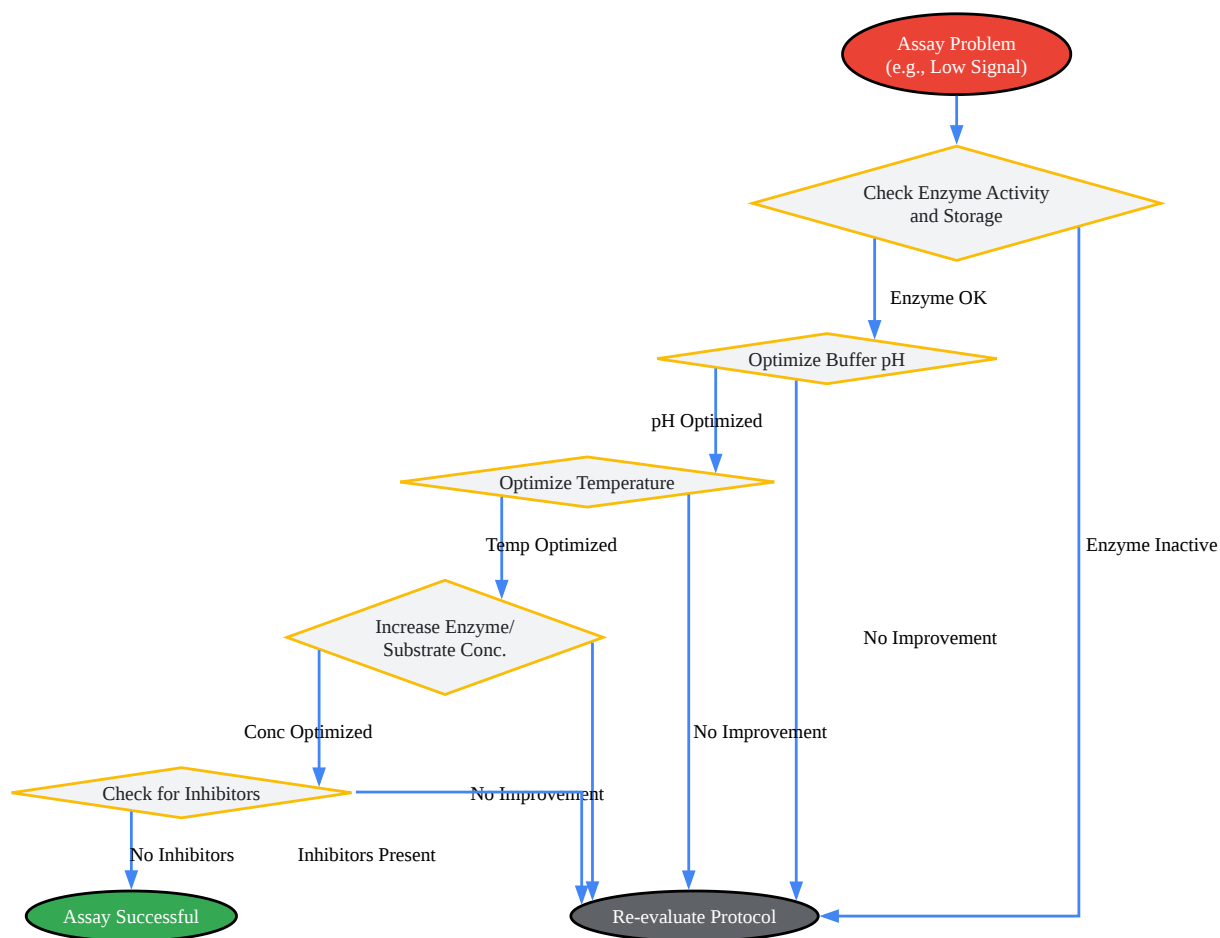 Assay Problem
(e.g., Low Signal)
Check Enzyme Activity
and Storage
Enzyme OK
Optimize Buffer pH
pH Optimized
Optimize Temperature
Temp Optimized
Enzyme Inactive
Increase Enzyme/
Substrate Conc.
No Improvement
Conc Optimized
No Improvement
Check for Inhibitors
No Improvement
No Inhibitors
Inhibitors Present
Assay Successful
Re-evaluate Protocol